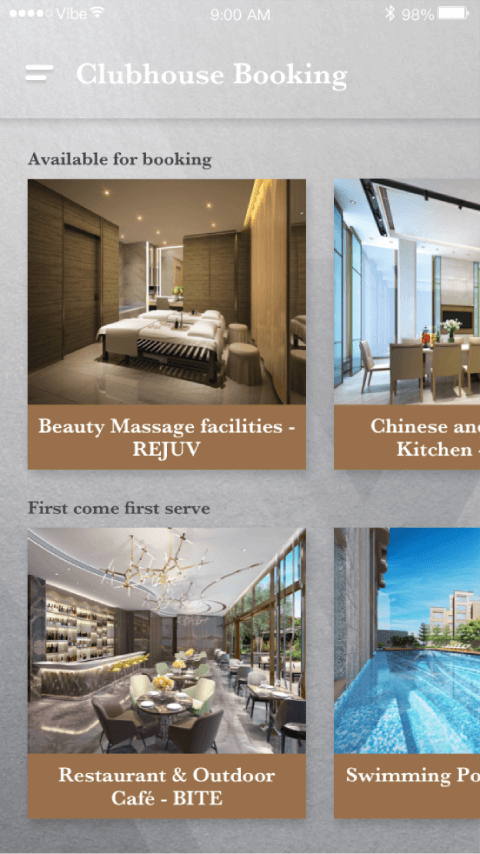 Vibe 9:00 AM 98%
Clubhouse Booking
Available for booking
Beauty Massage facilities -
REJUV
Chinese and
Kitchen -
First come first serve
Restaurant & Outdoor
Café - BITE
Swimming